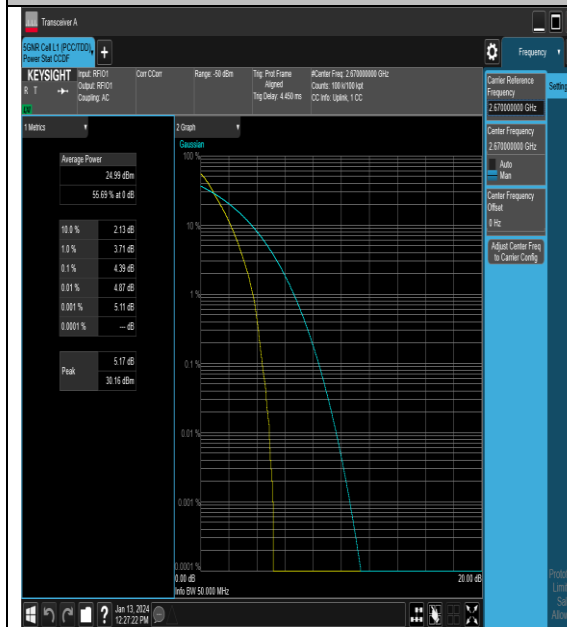 Transceiver A
5GNR Cell L1 (PCC/TDD)
Power Stat CCDF
Frequency
KEYSIGHT
R T
LV
Input: RFIO1
Output: RFIO1
Coupling: AC
Corr CCorr
Range: -50 dBm
Trig: Prot Frame
Aligned
Trig Delay: 4.450 ms
#Center Freq: 2.670000000 GHz
Counts: 100 k/100 kpt
CC Info: Uplink, 1 CC
1 Metrics
Average Power
24.99 dBm
55.69 % at 0 dB
10.0 % 2.13 dB
1.0 % 3.71 dB
0.1 % 4.39 dB
0.01 % 4.87 dB
0.001 % 5.11 dB
0.0001 % --- dB
Peak
5.17 dB
30.16 dBm
2 Graph
Gaussian
100 %
10 %
1 %
0.1 %
0.01 %
0.001 %
0.0001 %
0.00 dB
20.00 dB
Info BW 50.000 MHz
Carrier Reference
Frequency
2.670000000 GHz
Center Frequency
2.670000000 GHz
Auto
Man
Center Frequency
Offset
0 Hz
Adjust Center Freq
to Carrier Config
Setting
Protot
Limit
Sal
Allow
?
Jan 13, 2024
12:27:22 PM